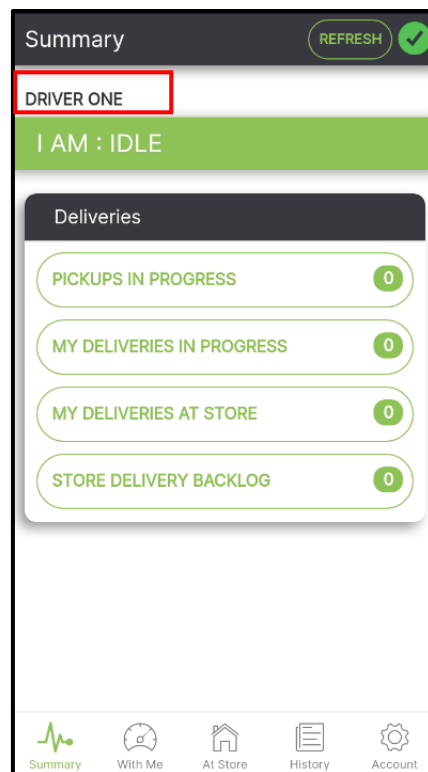 Summary
REFRESH
DRIVER ONE
I AM : IDLE
Deliveries
PICKUPS IN PROGRESS 0
MY DELIVERIES IN PROGRESS 0
MY DELIVERIES AT STORE 0
STORE DELIVERY BACKLOG 0
Summary With Me At Store History Account